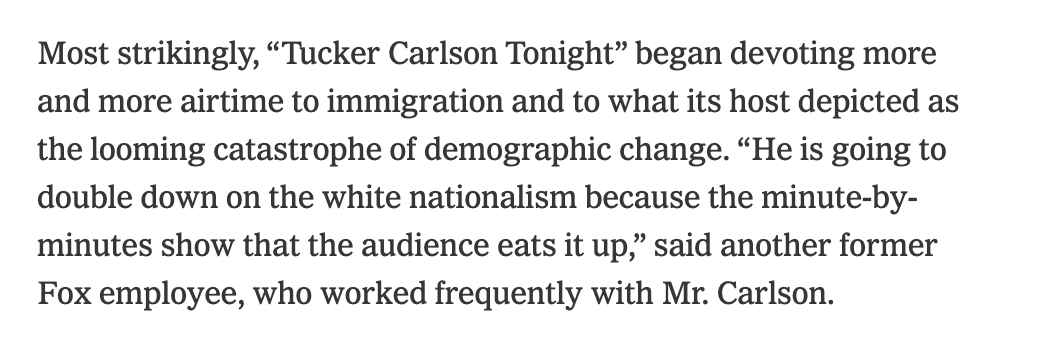 Most strikingly, “Tucker Carlson Tonight” began devoting more
and more airtime to immigration and to what its host depicted as
the looming catastrophe of demographic change. “He is going to
double down on the white nationalism because the minute-by-
minutes show that the audience eats it up,” said another former
Fox employee, who worked frequently with Mr. Carlson.